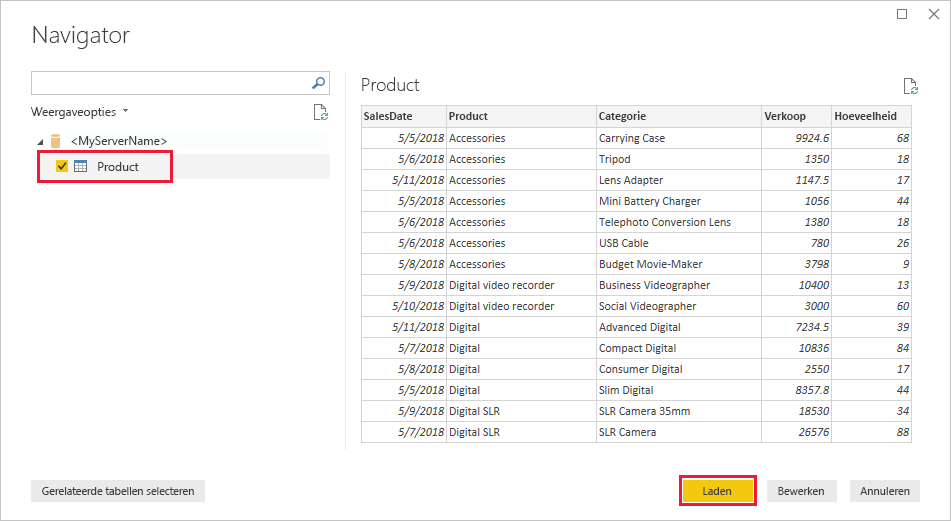 Navigator
Weergaveopties
<MyServerName>
Product
Product
SalesDate Product Categorie Verkoop Hoeveelheid
5/5/2018 Accessories Carrying Case 9924.6 68
5/6/2018 Accessories Tripod 1350 18
5/11/2018 Accessories Lens Adapter 1147.5 17
5/5/2018 Accessories Mini Battery Charger 1056 44
5/6/2018 Accessories Telephoto Conversion Lens 1380 18
5/6/2018 Accessories USB Cable 780 26
5/8/2018 Accessories Budget Movie-Maker 3798 9
5/9/2018 Digital video recorder Business Videographer 10400 13
5/10/2018 Digital video recorder Social Videographer 3000 60
5/11/2018 Digital Advanced Digital 7234.5 39
5/7/2018 Digital Compact Digital 10836 84
5/8/2018 Digital Consumer Digital 2550 17
5/5/2018 Digital Slim Digital 8357.8 44
5/9/2018 Digital SLR SLR Camera 35mm 18530 34
5/7/2018 Digital SLR SLR Camera 26576 88
Gerelateerde tabellen selecteren Laden Bewerken Annuleren